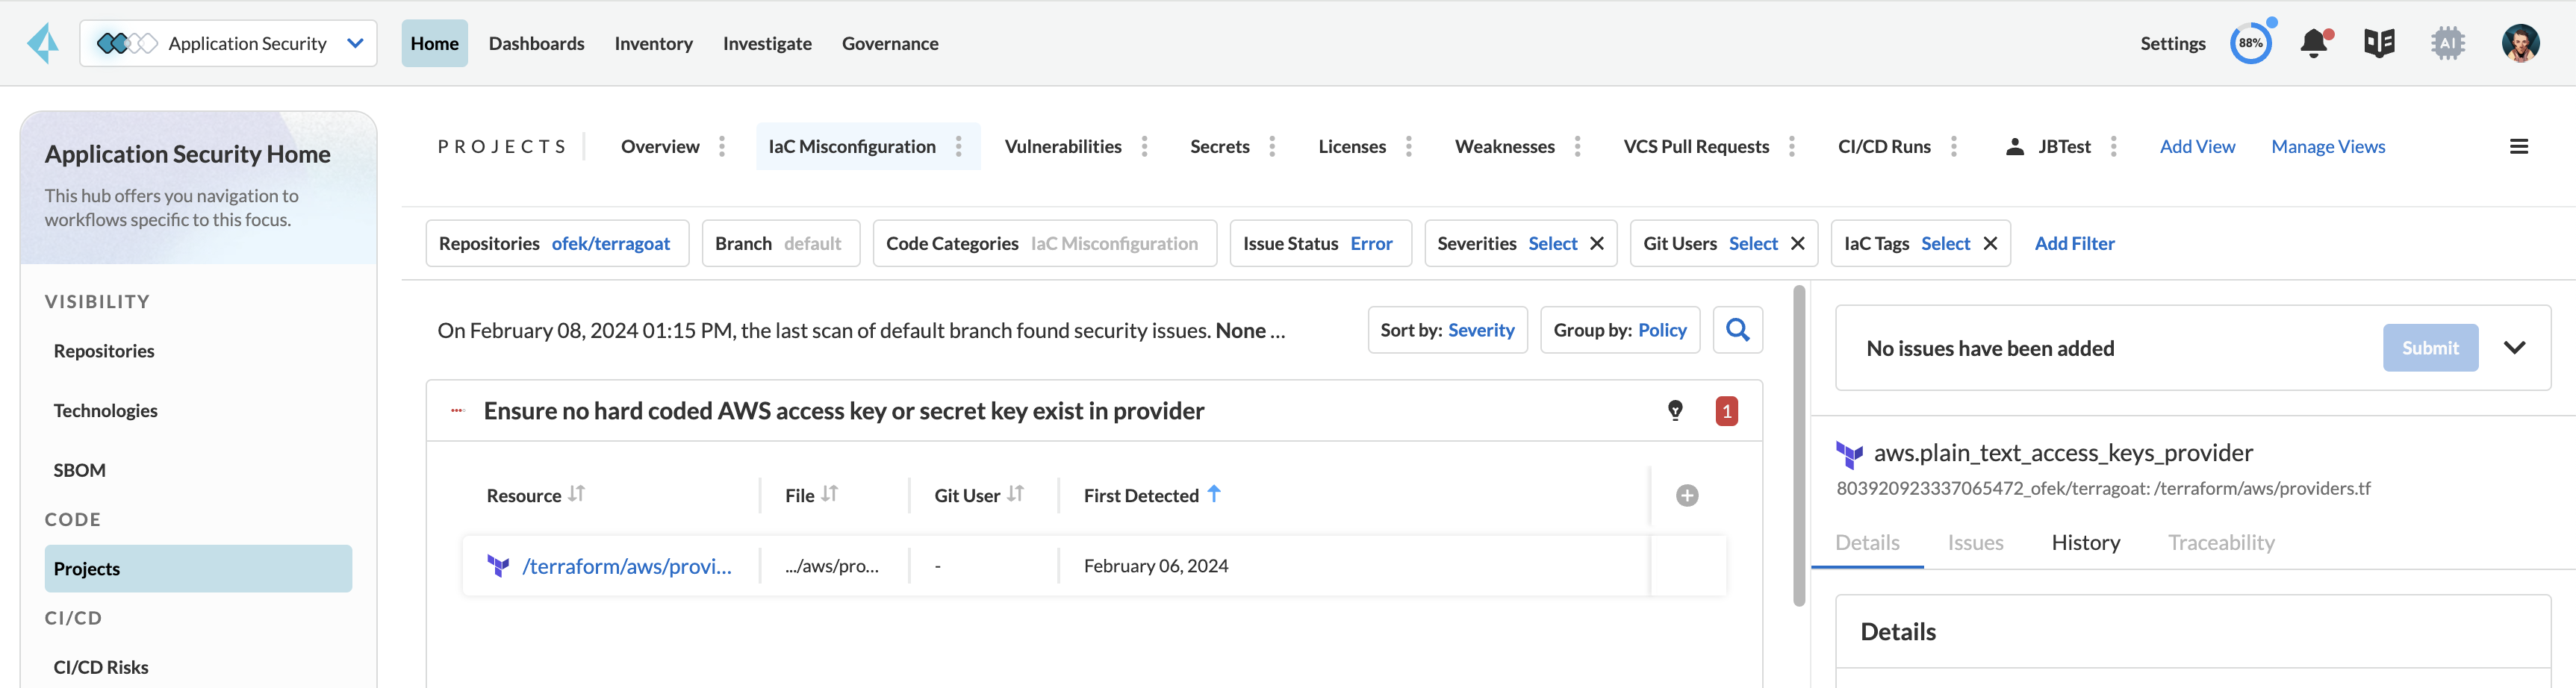 Application Security
Home
Dashboards
Inventory
Investigate
Governance
Settings
88%
AI
Application Security Home
This hub offers you navigation to
workflows specific to this focus.
VISIBILITY
Repositories
Technologies
SBOM
CODE
Projects
CI/CD
CI/CD Risks
PROJECTS
Overview
IaC Misconfiguration
Vulnerabilities
Secrets
Licenses
Weaknesses
VCS Pull Requests
CI/CD Runs
JBTest
Add View
Manage Views
Repositories ofek/terragoat
Branch default
Code Categories IaC Misconfiguration
Issue Status Error
Severities Select
Git Users Select
IaC Tags Select
Add Filter
On February 08, 2024 01:15 PM, the last scan of default branch found security issues. None ...
Sort by: Severity
Group by: Policy
Ensure no hard coded AWS access key or secret key exist in provider
1
Resource
File
Git User
First Detected
/terraform/aws/provi...
.../aws/pro...
-
February 06, 2024
No issues have been added
Submit
aws.plain_text_access_keys_provider
803920923337065472_ofek/terragoat: /terraform/aws/providers.tf
Details
Issues
History
Traceability
Details